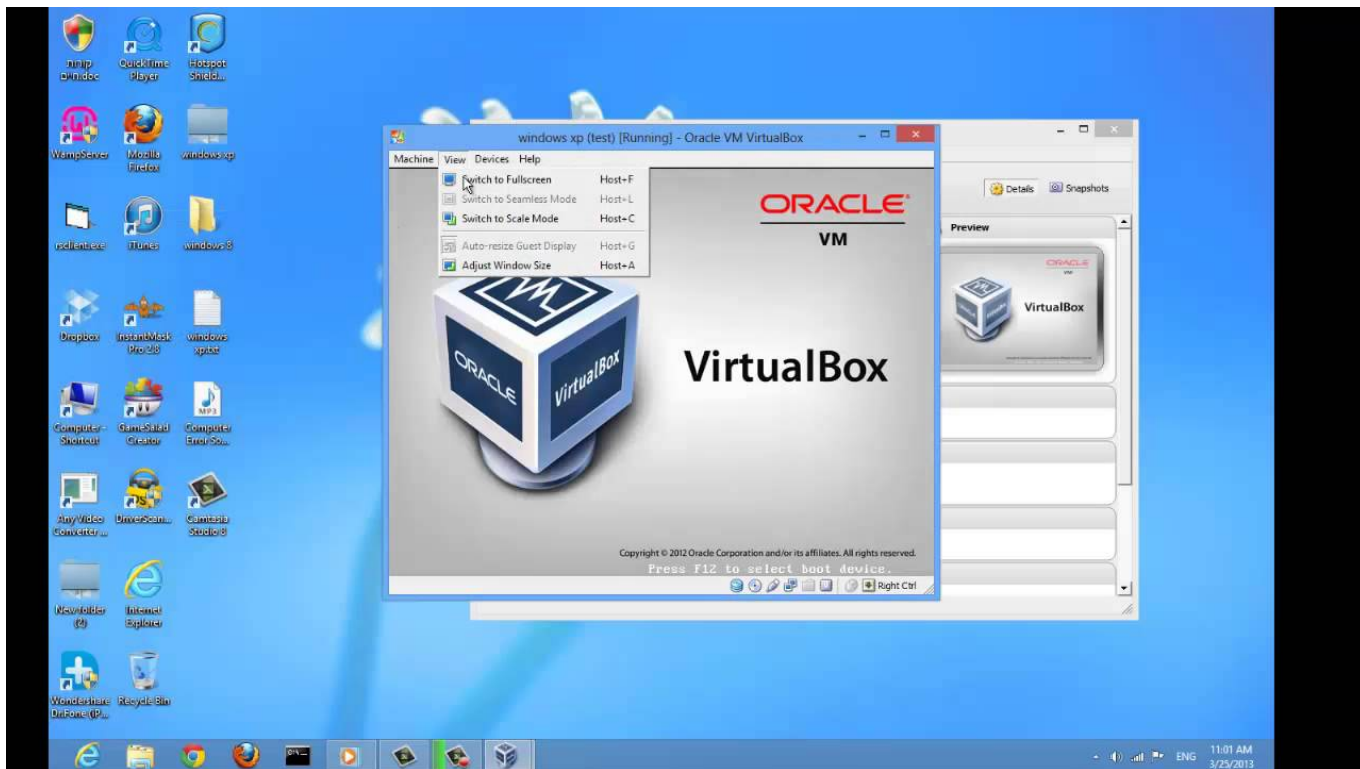 קורות
חיים.doc
QuickTime
Player
Hotspot
Shield...
WampServer
Mozilla
Firefox
windows xp
rsclient.exe
iTunes
windows 8
Dropbox
InstantMask
Pro 2.8
windows
xp.txt
Computer -
Shortcut
GameSalad
Creator
MP3
Computer
Error So...
Any Video
Converter ...
DriverScan...
Camtasia
Studio 8
New folder
(2)
Internet
Explorer
Wondershare
Dr.Fone (iP...
Recycle Bin
windows xp (test) [Running] - Oracle VM VirtualBox
Machine View Devices Help
Switch to Fullscreen Host+F
Switch to Seamless Mode Host+L
Switch to Scale Mode Host+C
Auto-resize Guest Display Host+G
Adjust Window Size Host+A
ORACLE
VM
VirtualBox
ORACLE
VirtualBox
Copyright © 2012 Oracle Corporation and/or its affiliates. All rights reserved.
Press F12 to select boot device.
Right Ctrl
Details Snapshots
Preview
ORACLE
VM
VirtualBox
ENG
11:01 AM
3/25/2013